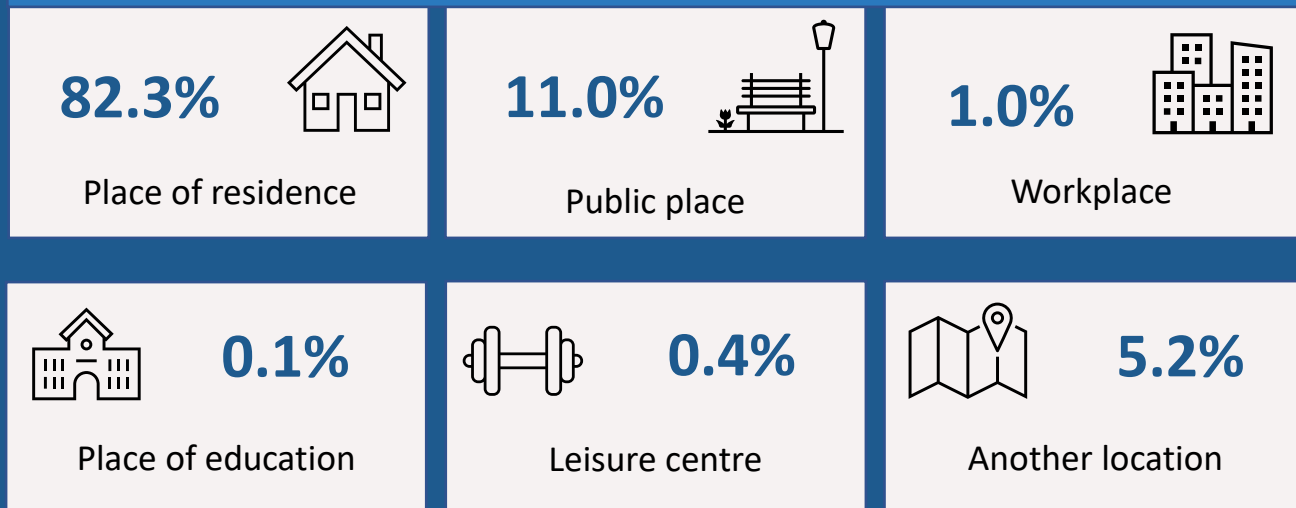 82.3%
Place of residence
11.0%
Public place
1.0%
Workplace
0.1%
Place of education
0.4%
Leisure centre
5.2%
Another location